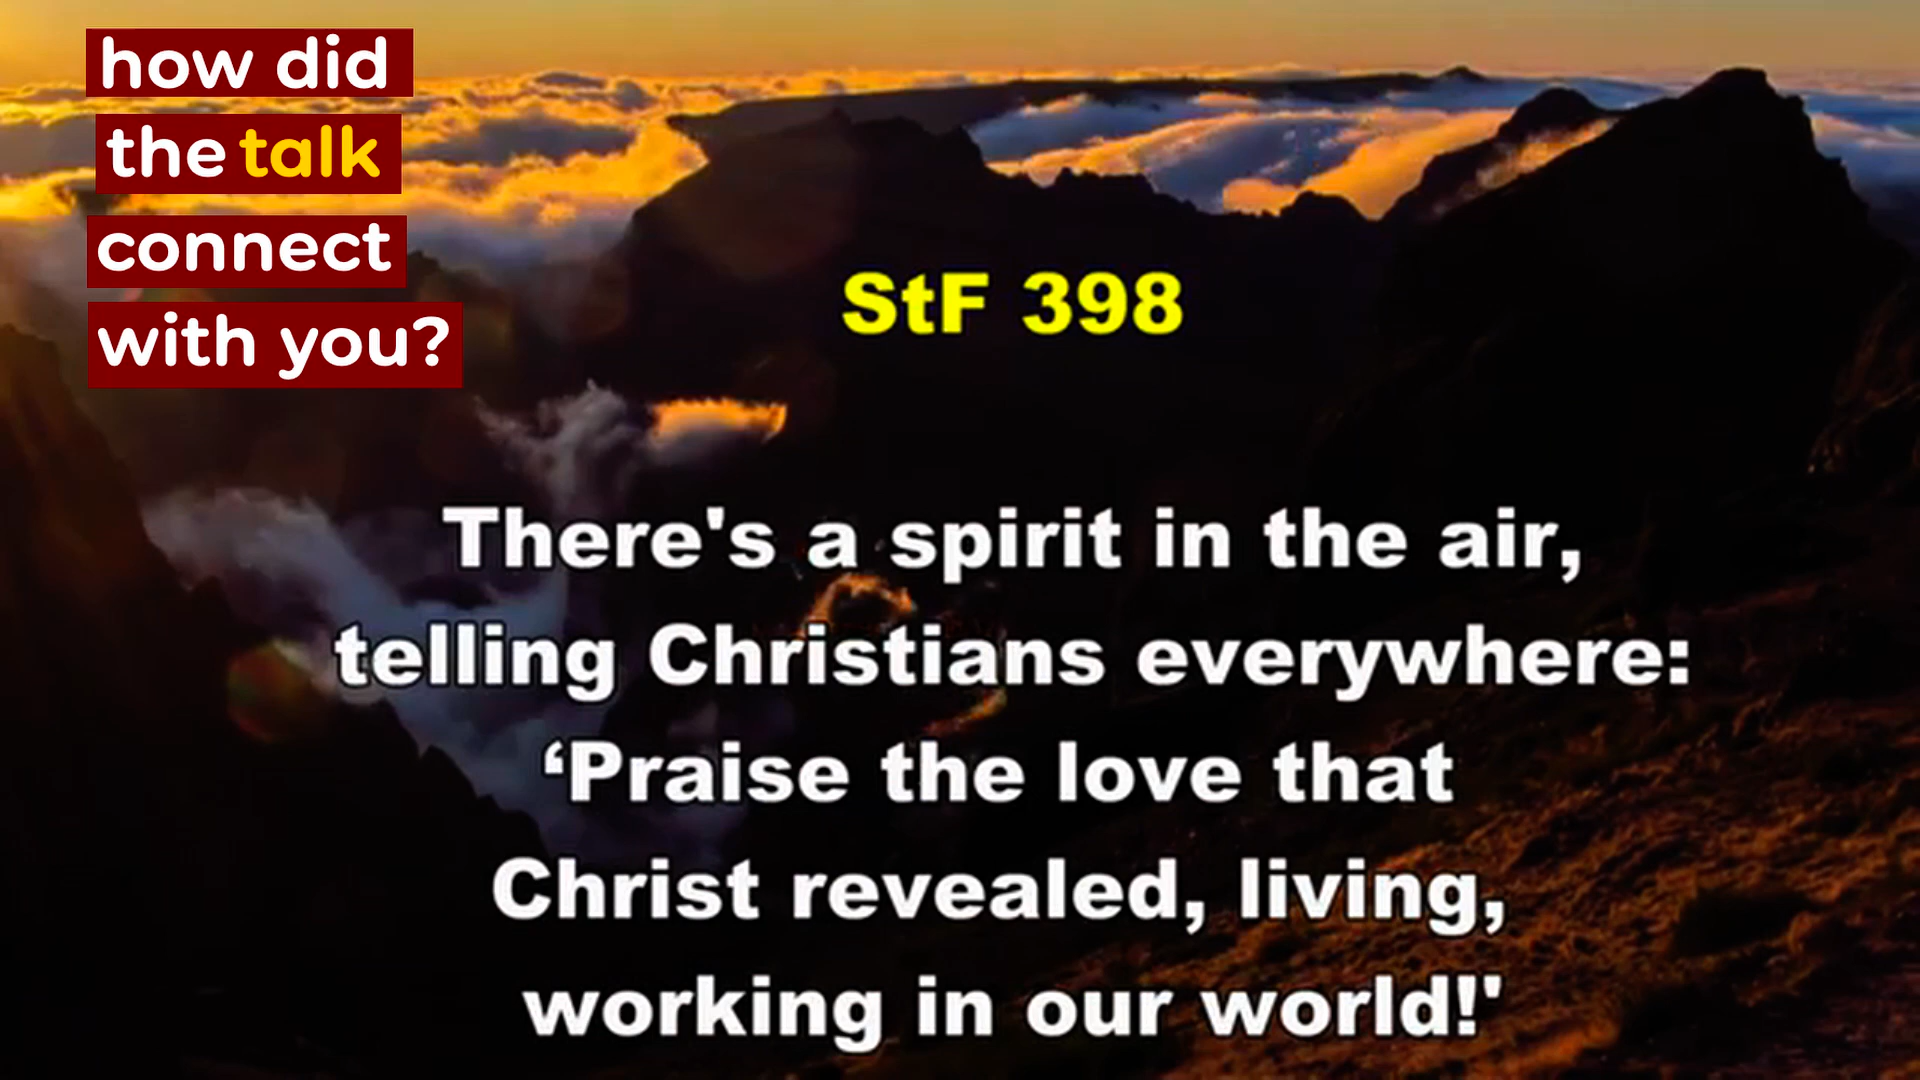 how did
the talk
connect
with you?
StF 398
There's a spirit in the air,
telling Christians everywhere:
‘Praise the love that
Christ revealed, living,
working in our world!'